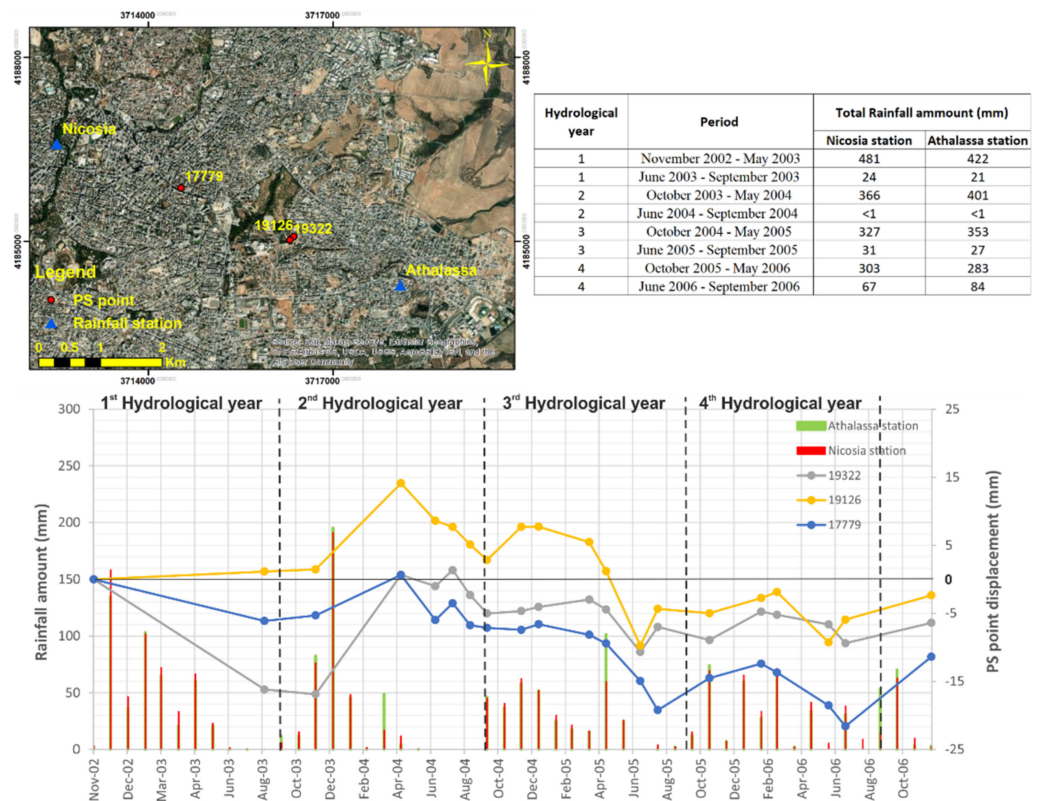 3714000
3717000
4188000
4188000
N
Nicosia
17779
19126
19322
4185000
4185000
Legend
Athalassa
PS point
Rainfall station
0 0.5 1 2
Km
3714000
3717000
Hydrological year Period Total Rainfall ammount (mm)
Nicosia station Athalassa station
1 November 2002 - May 2003 481 422
1 June 2003 - September 2003 24 21
2 October 2003 - May 2004 366 401
2 June 2004 - September 2004 <1 <1
3 October 2004 - May 2005 327 353
3 June 2005 - September 2005 31 27
4 October 2005 - May 2006 303 283
4 June 2006 - September 2006 67 84
1st Hydrological year 2nd Hydrological year 3rd Hydrological year 4th Hydrological year
Athalassa station
Nicosia station
19322
19126
17779
Rainfall amount (mm)
300
250
200
150
100
50
0
PS point displacement (mm)
25
15
5
0
-5
-15
-25
Nov-02 Dec-02 Mar-03 Apr-03 Jun-03 Aug-03 Oct-03 Dec-03 Feb-04 Apr-04 Jun-04 Aug-04 Oct-04 Dec-04 Feb-05 Apr-05 Jun-05 Aug-05 Oct-05 Dec-05 Feb-06 Apr-06 Jun-06 Aug-06 Oct-06